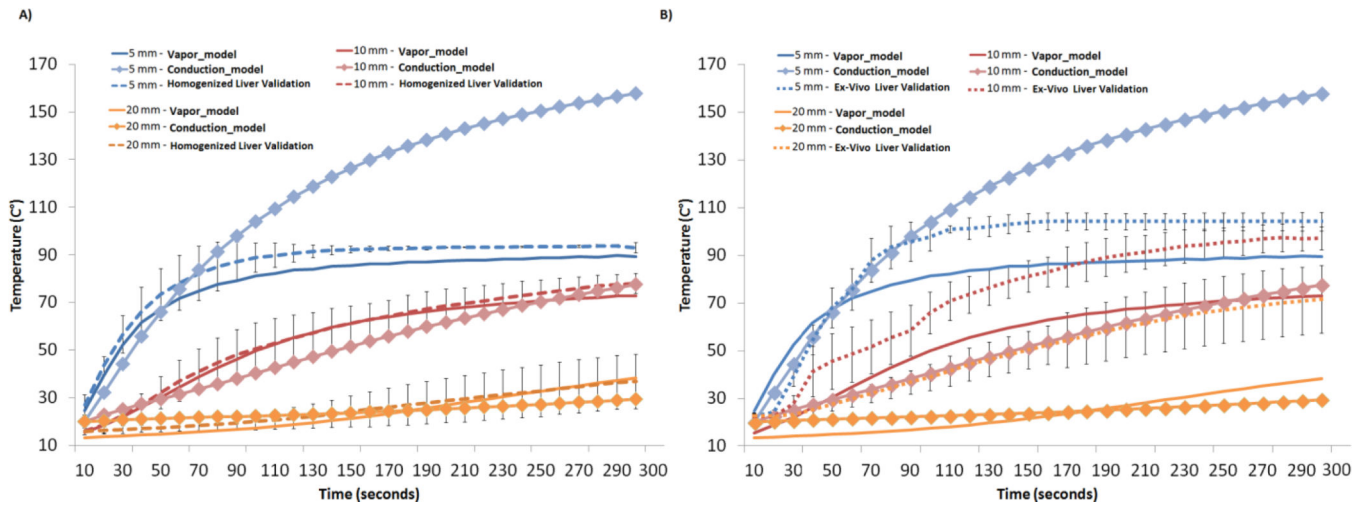 A)
5 mm - Vapor_model
5 mm - Conduction_model
5 mm - Homogenized Liver Validation
10 mm - Vapor_model
10 mm - Conduction_model
10 mm - Homogenized Liver Validation
20 mm - Vapor_model
20 mm - Conduction_model
20 mm - Homogenized Liver Validation
Temperature (C°)
170
150
130
110
90
70
50
30
10
10 30 50 70 90 110 130 150 170 190 210 230 250 270 290 300
Time (seconds)
B)
5 mm - Vapor_model
5 mm - Conduction_model
5 mm - Ex-Vivo Liver Validation
10 mm - Vapor_model
10 mm - Conduction_model
10 mm - Ex-Vivo Liver Validation
20 mm - Vapor_model
20 mm - Conduction_model
20 mm - Ex-Vivo Liver Validation
Temperature (C°)
170
150
130
110
90
70
50
30
10
10 30 50 70 90 110 130 150 170 190 210 230 250 270 290 300
Time (seconds)